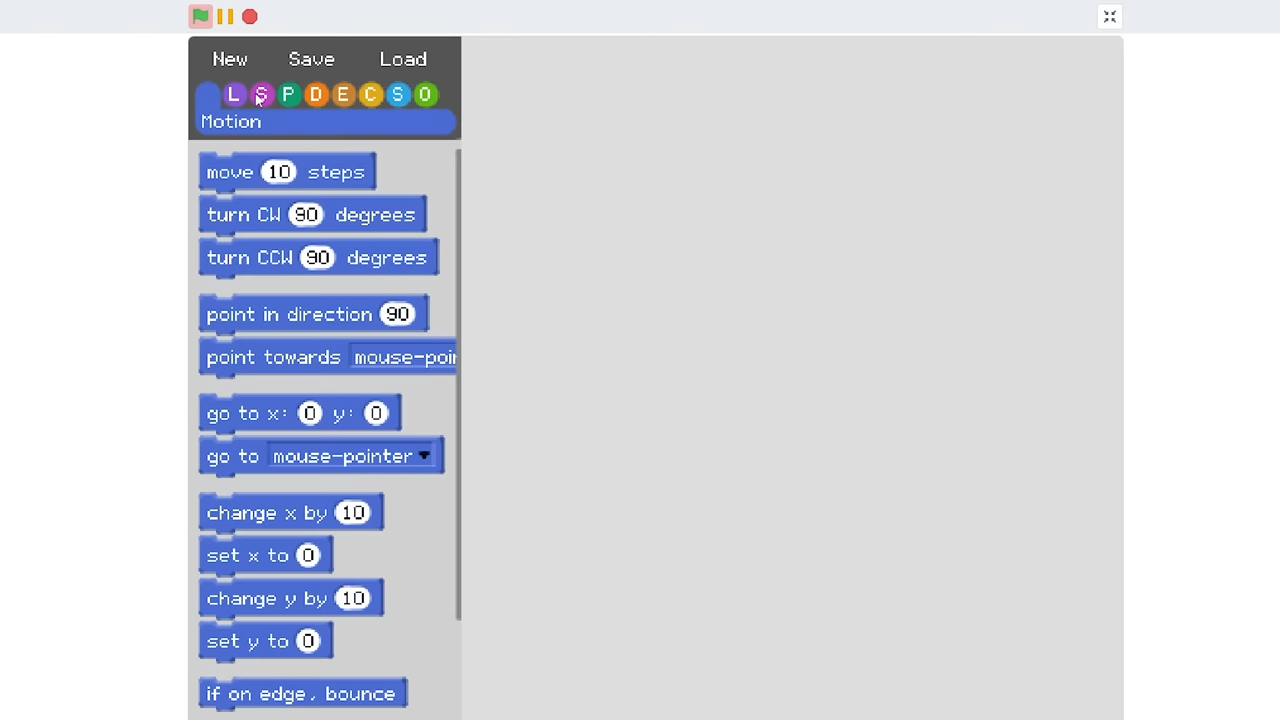 New Save Load
L S P D E C S O
Motion
move 10 steps
turn CW 90 degrees
turn CCW 90 degrees
point in direction 90
point towards mouse-poin
go to x: 0 y: 0
go to mouse-pointer
change x by 10
set x to 0
change y by 10
set y to 0
if on edge, bounce